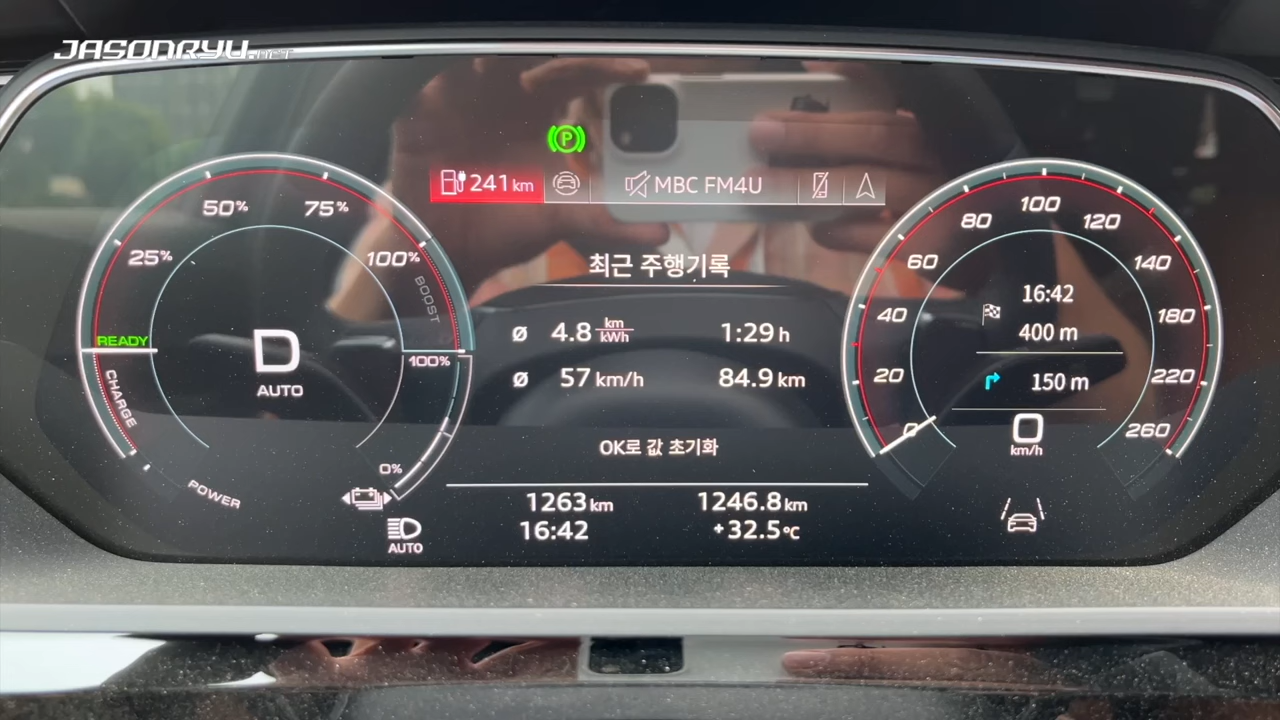 JASONRYU.NET
P
241 km
MBC FM4U
최근 주행기록
Ø 4.8 km/kWh 1:29 h
Ø 57 km/h 84.9 km
OK로 값 초기화
1263 km 1246.8 km
16:42 +32.5 °C
25%
50%
75%
100%
BOOST
READY
CHARGE
POWER
D
AUTO
100%
0%
AUTO
0
20
40
60
80
100
120
140
180
220
260
16:42
400 m
150 m
0
km/h